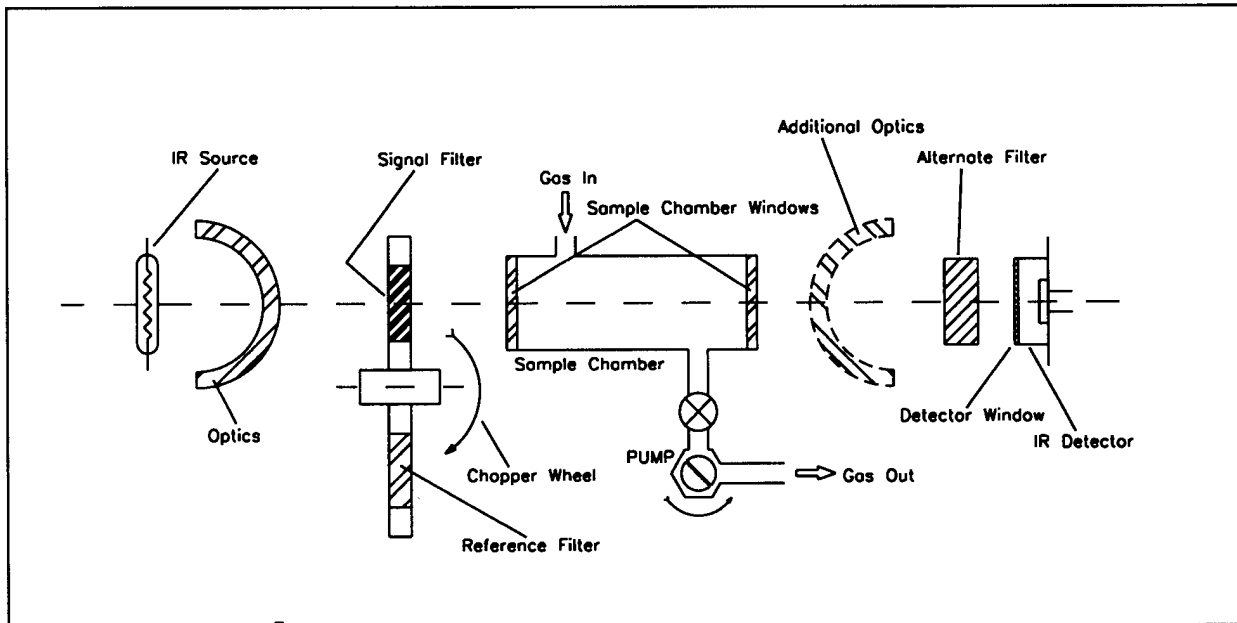 Additional Optics
IR Source
Signal Filter
Alternate Filter
Gas In
Sample Chamber Windows
Sample Chamber
Detector Window
Optics
IR Detector
PUMP
Chopper Wheel
Gas Out
Reference Filter